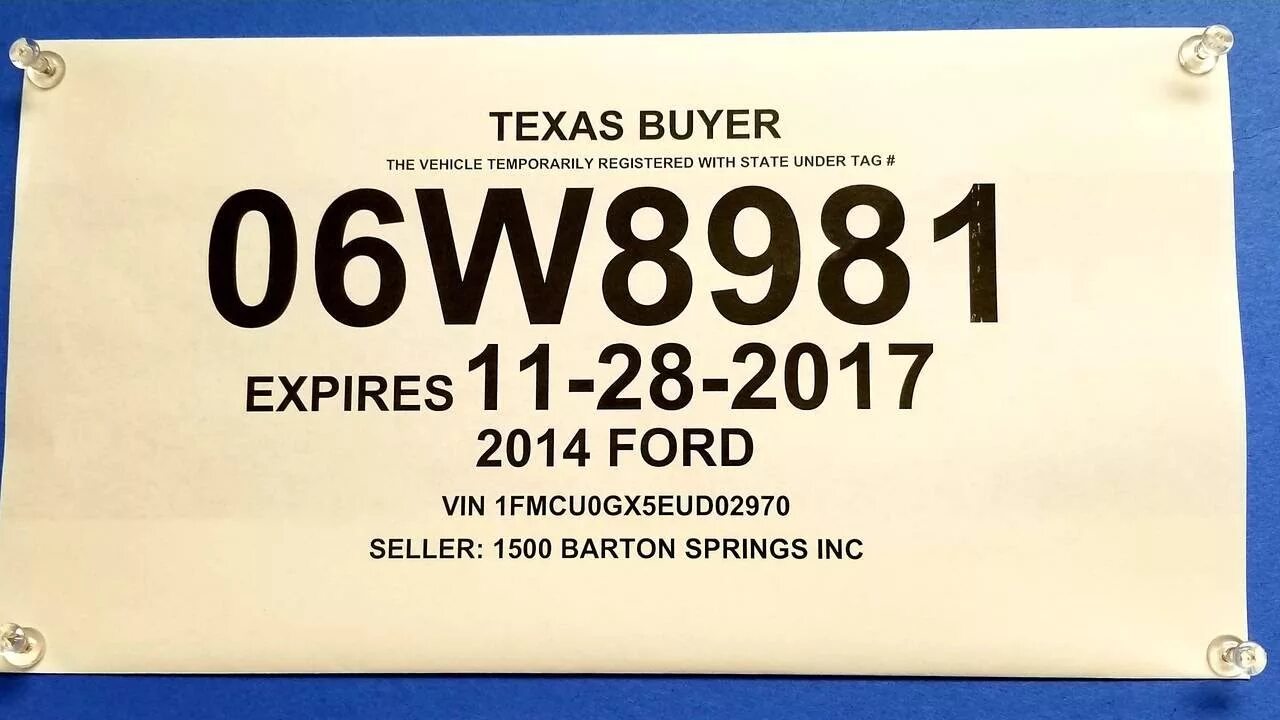 TEXAS BUYER
THE VEHICLE TEMPORARILY REGISTERED WITH STATE UNDER TAG #
06W8981
EXPIRES 11-28-2017
2014 FORD
VIN 1FMCU0GX5EUD02970
SELLER: 1500 BARTON SPRINGS INC